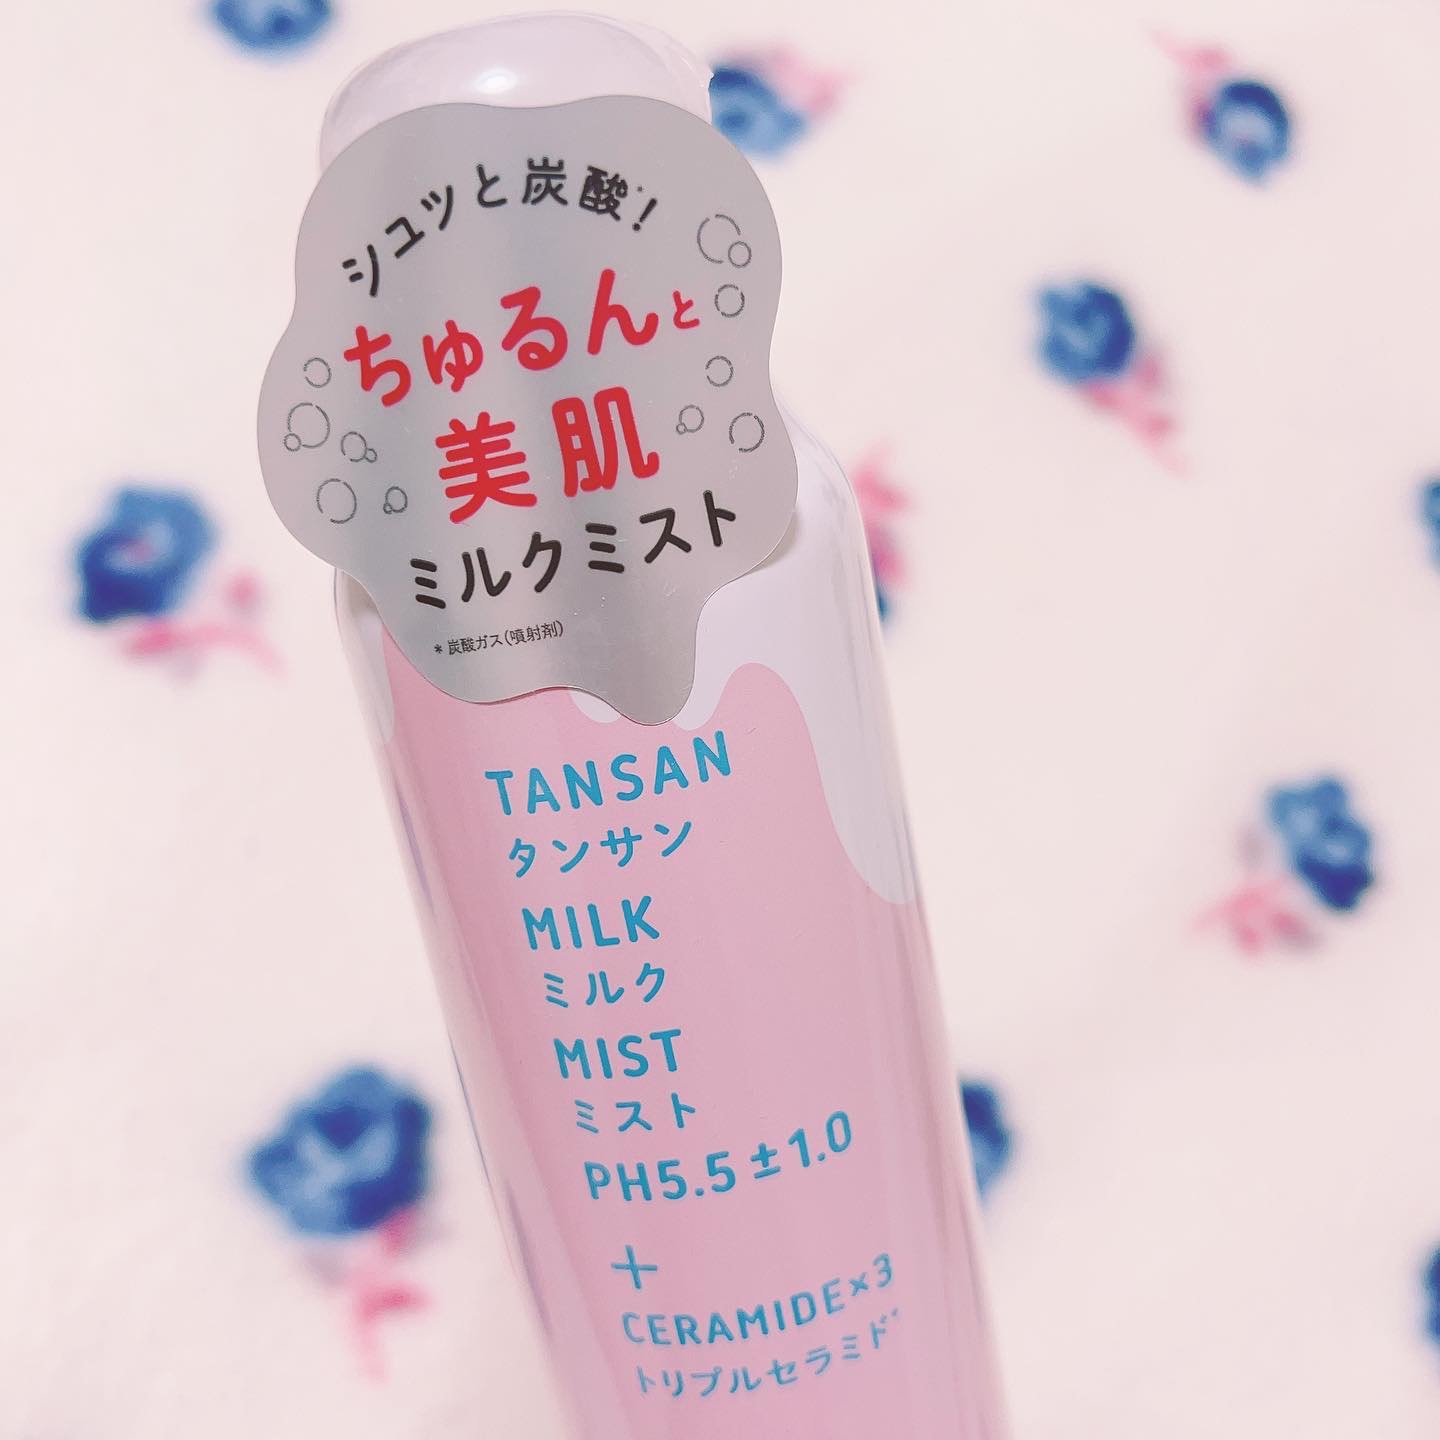 シュッと炭酸*!
ちゅるんと
美肌
ミルクミスト
* 炭酸ガス(噴射剤)
TANSAN
タンサン
MILK
ミルク
MIST
ミスト
PH5.5±1.0
+
CERAMIDE×3
トリプルセラミド*